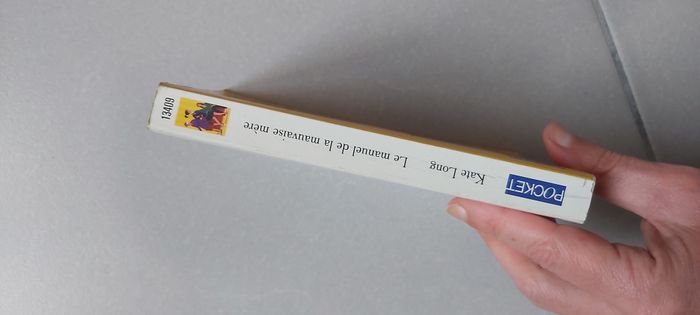 POCKET
Kate Long
Le manuel de la mauvaise mère
13409